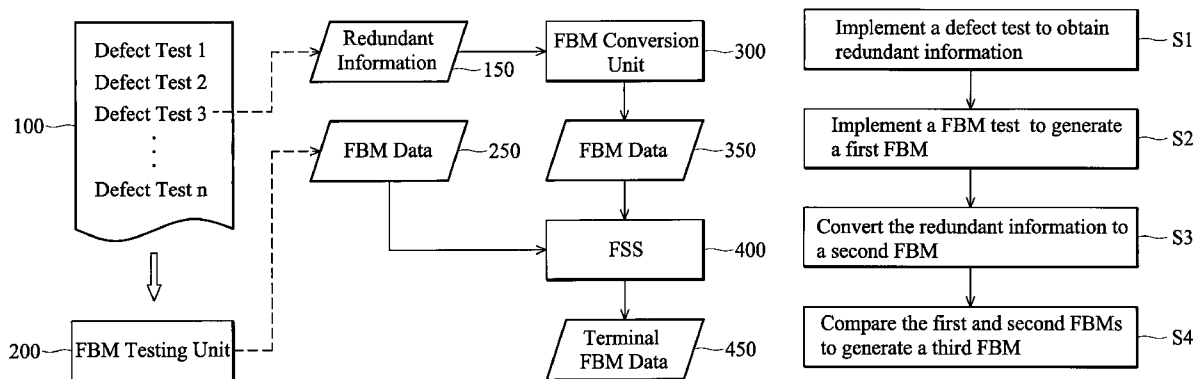 Defect Test 1
Defect Test 2
Defect Test 3
Defect Test n
100
200
FBM Testing Unit
Redundant
Information
150
FBM Data
250
FBM Conversion
Unit
300
FBM Data
350
FSS
400
Terminal
FBM Data
450
Implement a defect test to obtain
redundant information
S1
Implement a FBM test to generate
a first FBM
S2
Convert the redundant information to
a second FBM
S3
Compare the first and second FBMs
to generate a third FBM
S4